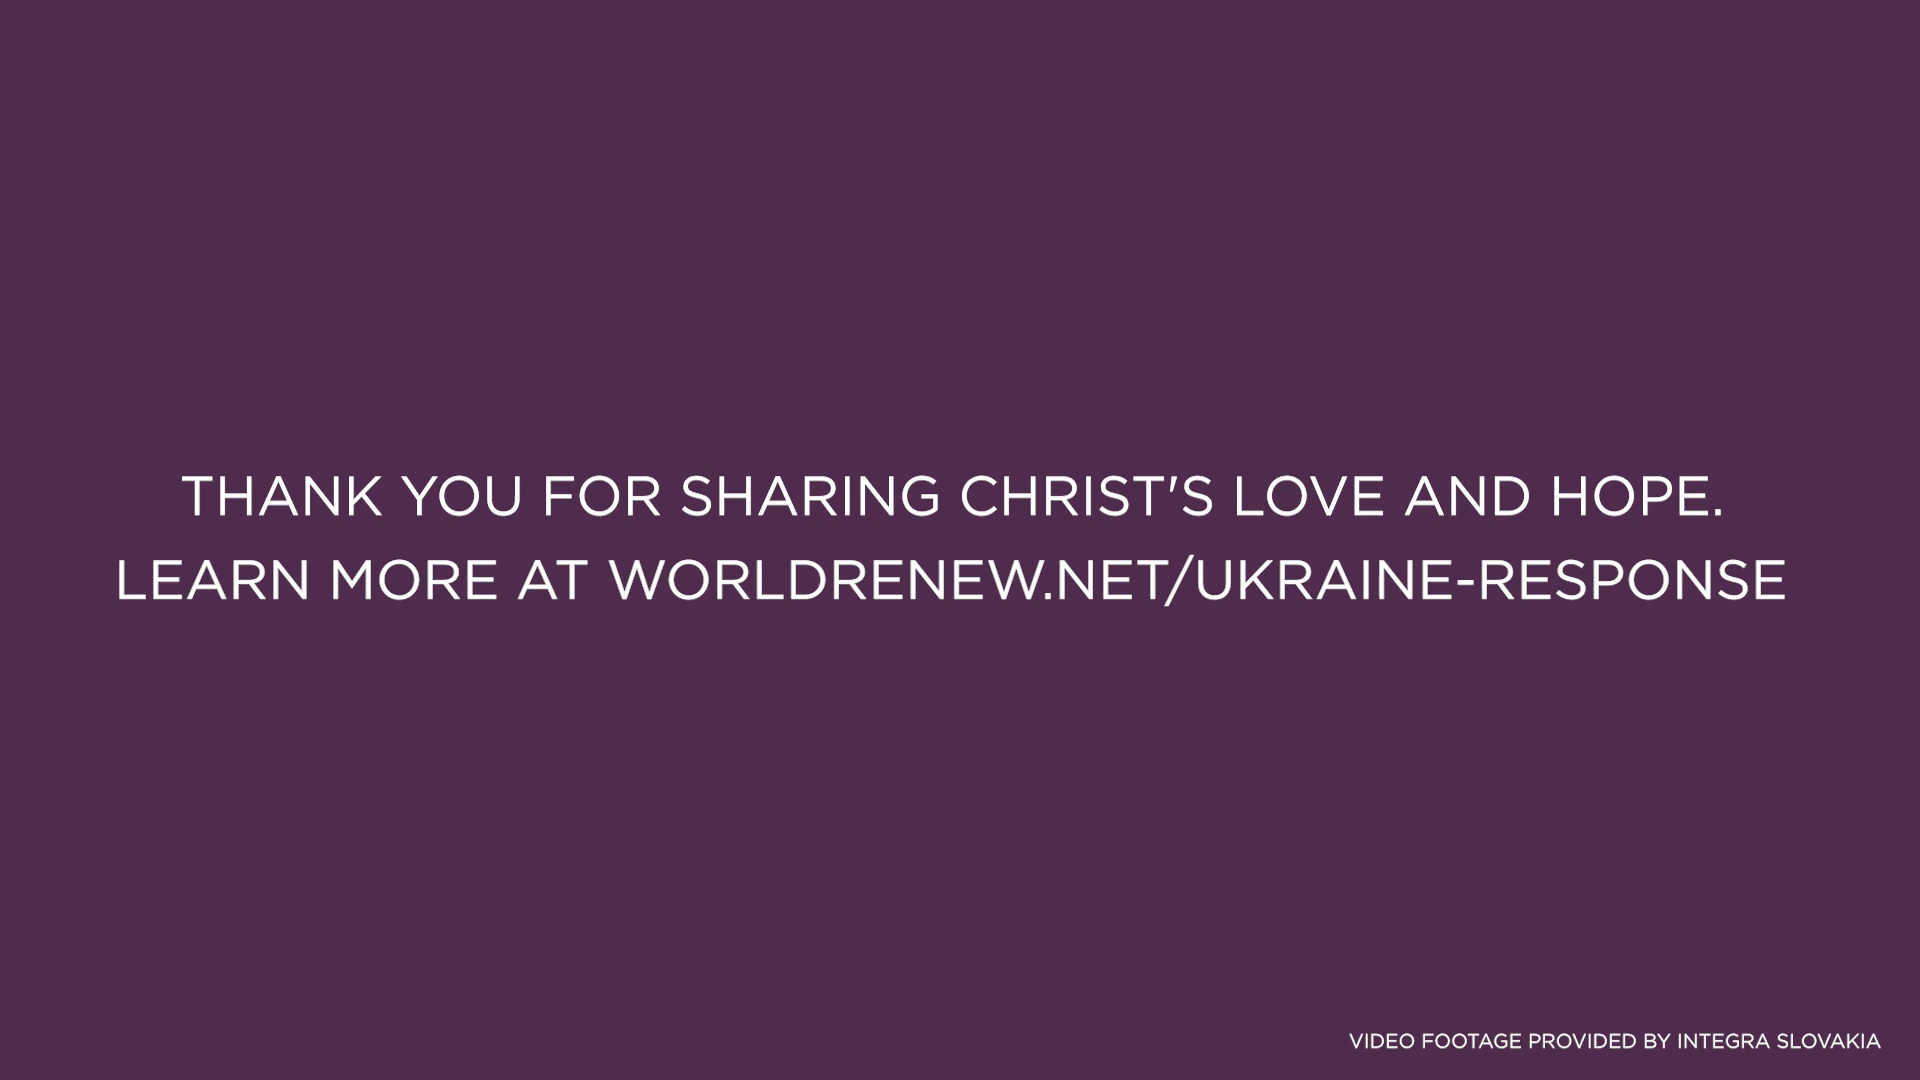 THANK YOU FOR SHARING CHRIST'S LOVE AND HOPE.
LEARN MORE AT WORLDRENEW.NET/UKRAINE-RESPONSE
VIDEO FOOTAGE PROVIDED BY INTEGRA SLOVAKIA